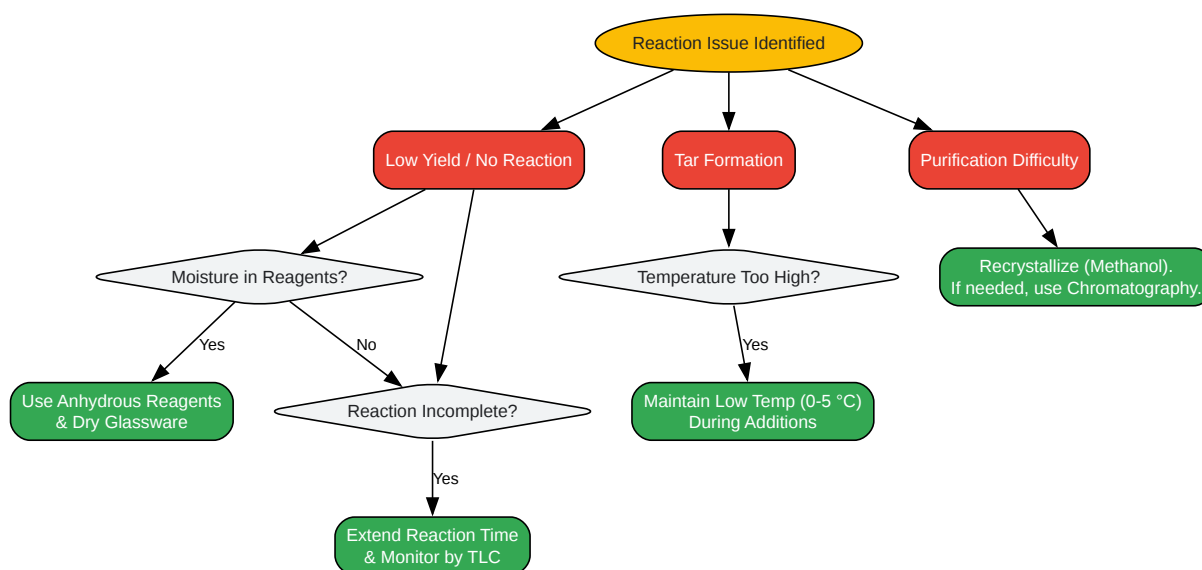 Reaction Issue Identified
Low Yield / No Reaction
Tar Formation
Purification Difficulty
Moisture in Reagents?
Temperature Too High?
Recrystallize (Methanol).
If needed, use Chromatography.
Yes
No
Yes
Use Anhydrous Reagents
& Dry Glassware
Reaction Incomplete?
Maintain Low Temp (0-5 °C)
During Additions
Yes
Extend Reaction Time
& Monitor by TLC